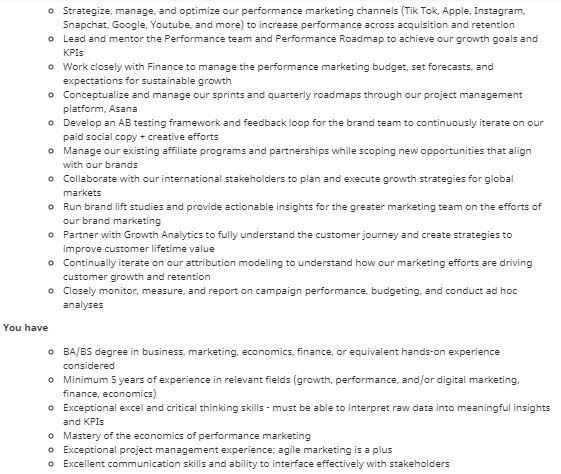 Strategize, manage, and optimize our performance marketing channels (Tik Tok, Apple, Instagram,
Snapchat, Google, Youtube, and more) to increase performance across acquisition and retention
Lead and mentor the Performance team and Performance Roadmap to achieve our growth goals and
KPIs
Work closely with Finance to manage the performance marketing budget, set forecasts, and
expectations for sustainable growth
Conceptualize and manage our sprints and quarterly roadmaps through our project management
platform, Asana
Develop an AB testing framework and feedback loop for the brand team to continuously iterate on our
paid social copy + creative efforts
Manage our existing affiliate programs and partnerships while scoping new opportunities that align
with our brands
Collaborate with our international stakeholders to plan and execute growth strategies for global
markets
Run brand lift studies and provide actionable insights for the greater marketing team on the efforts of
our brand marketing
Partner with Growth Analytics to fully understand the customer journey and create strategies to
improve customer lifetime value
Continually iterate on our attribution modeling to understand how our marketing efforts are driving
customer growth and retention
Closely monitor, measure, and report on campaign performance, budgeting, and conduct ad hoc
analyses
You have
BA/BS degree in business, marketing, economics, finance, or equivalent hands-on experience
considered
Minimum 5 years of experience in relevant fields (growth, performance, and/or digital marketing,
finance, economics)
Exceptional excel and critical thinking skills - must be able to interpret raw data into meaningful insights
and KPIs
Mastery of the economics of performance marketing
Exceptional project management experience; agile marketing is a plus
Excellent communication skills and ability to interface effectively with stakeholders